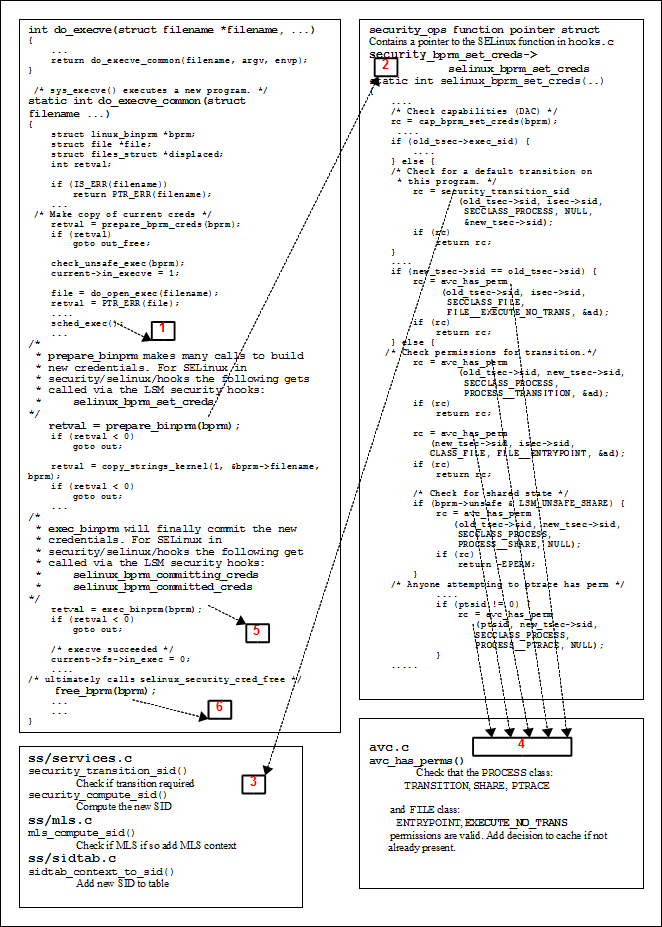 int do_execve(struct filename *filename, ...)
{
...
return do_execve_common(filename, argv, envp);
}
/* sys_execve() executes a new program. */
static int do_execve_common(struct
filename ...)
{
struct linux_binprm *bprm;
struct file *file;
struct files_struct *displaced;
int retval;
if (IS_ERR(filename))
return PTR_ERR(filename);
...
/* Make copy of current creds */
retval = prepare_bprm_creds(bprm);
if (retval)
goto out_free;
check_unsafe_exec(bprm);
current->in_execve = 1;
file = do_open_exec(filename);
retval = PTR_ERR(file);
....
sched_exec();
...
1
/*
* prepare_binprm makes many calls to build
* new credentials. For SELinux in
* security/selinux/hooks the following gets
* called via the LSM security hooks:
* selinux_bprm_set_creds
*/
retval = prepare_binprm(bprm);
if (retval < 0)
goto out;
retval = copy_strings_kernel(1, &bprm->filename,
bprm);
if (retval < 0)
goto out;
...
/*
* exec_binprm will finally commit the new
* credentials. For SELinux in
* security/selinux/hooks the following get
* called via the LSM security hooks:
* selinux_bprm_committing_creds
* selinux_bprm_committed_creds
*/
retval = exec_binprm(bprm);
if (retval < 0)
goto out;
5
/* execve succeeded */
current->fs->in_exec = 0;
....
/* ultimately calls selinux_security_cred_free */
free_bprm(bprm);
...
...
}
6
ss/services.c
security_transition_sid()
Check if transition required
security_compute_sid()
Compute the new SID
ss/mls.c
mls_compute_sid()
Check if MLS if so add MLS context
ss/sidtab.c
sidtab_context_to_sid()
Add new SID to table
3
security_ops function pointer struct
Contains a pointer to the SELinux function in hooks.c
security_bprm_set_creds->
2
selinux_bprm_set_creds
static int selinux_bprm_set_creds(..)
{
....
/* Check capabilities (DAC) */
rc = cap_bprm_set_creds(bprm);
....
if (old_tsec->exec_sid) {
....
} else {
/* Check for a default transition on
* this program. */
rc = security_transition_sid
(old_tsec->sid, isec->sid,
SECCLASS_PROCESS, NULL,
&new_tsec->sid);
if (rc)
return rc;
}
....
if (new_tsec->sid == old_tsec->sid) {
rc = avc_has_perm
(old_tsec->sid, isec->sid,
SECCLASS_FILE,
FILE__EXECUTE_NO_TRANS, &ad);
if (rc)
return rc;
} else {
/* Check permissions for transition.*/
rc = avc_has_perm
(old_tsec->sid, new_tsec->sid,
SECCLASS_PROCESS,
PROCESS__TRANSITION, &ad);
if (rc)
return rc;
rc = avc_has_perm
(new_tsec->sid, isec->sid,
CLASS_FILE, FILE__ENTRYPOINT, &ad);
if (rc)
return rc;
/* Check for shared state */
if (bprm->unsafe & LSM_UNSAFE_SHARE) {
rc = avc_has_perm
(old_tsec->sid, new_tsec->sid,
SECCLASS_PROCESS,
PROCESS__SHARE, NULL);
if (rc)
return -EPERM;
}
/* Anyone attempting to ptrace has perm */
....
if (ptsid != 0) {
rc = avc_has_perm
(ptsid, new_tsec->sid,
SECCLASS_PROCESS,
PROCESS__PTRACE, NULL);
}
.....
4
avc.c
avc_has_perms()
Check that the PROCESS class:
TRANSITION, SHARE, PTRACE
and FILE class:
ENTRYPOINT, EXECUTE_NO_TRANS
permissions are valid. Add decision to cache if not
already present.